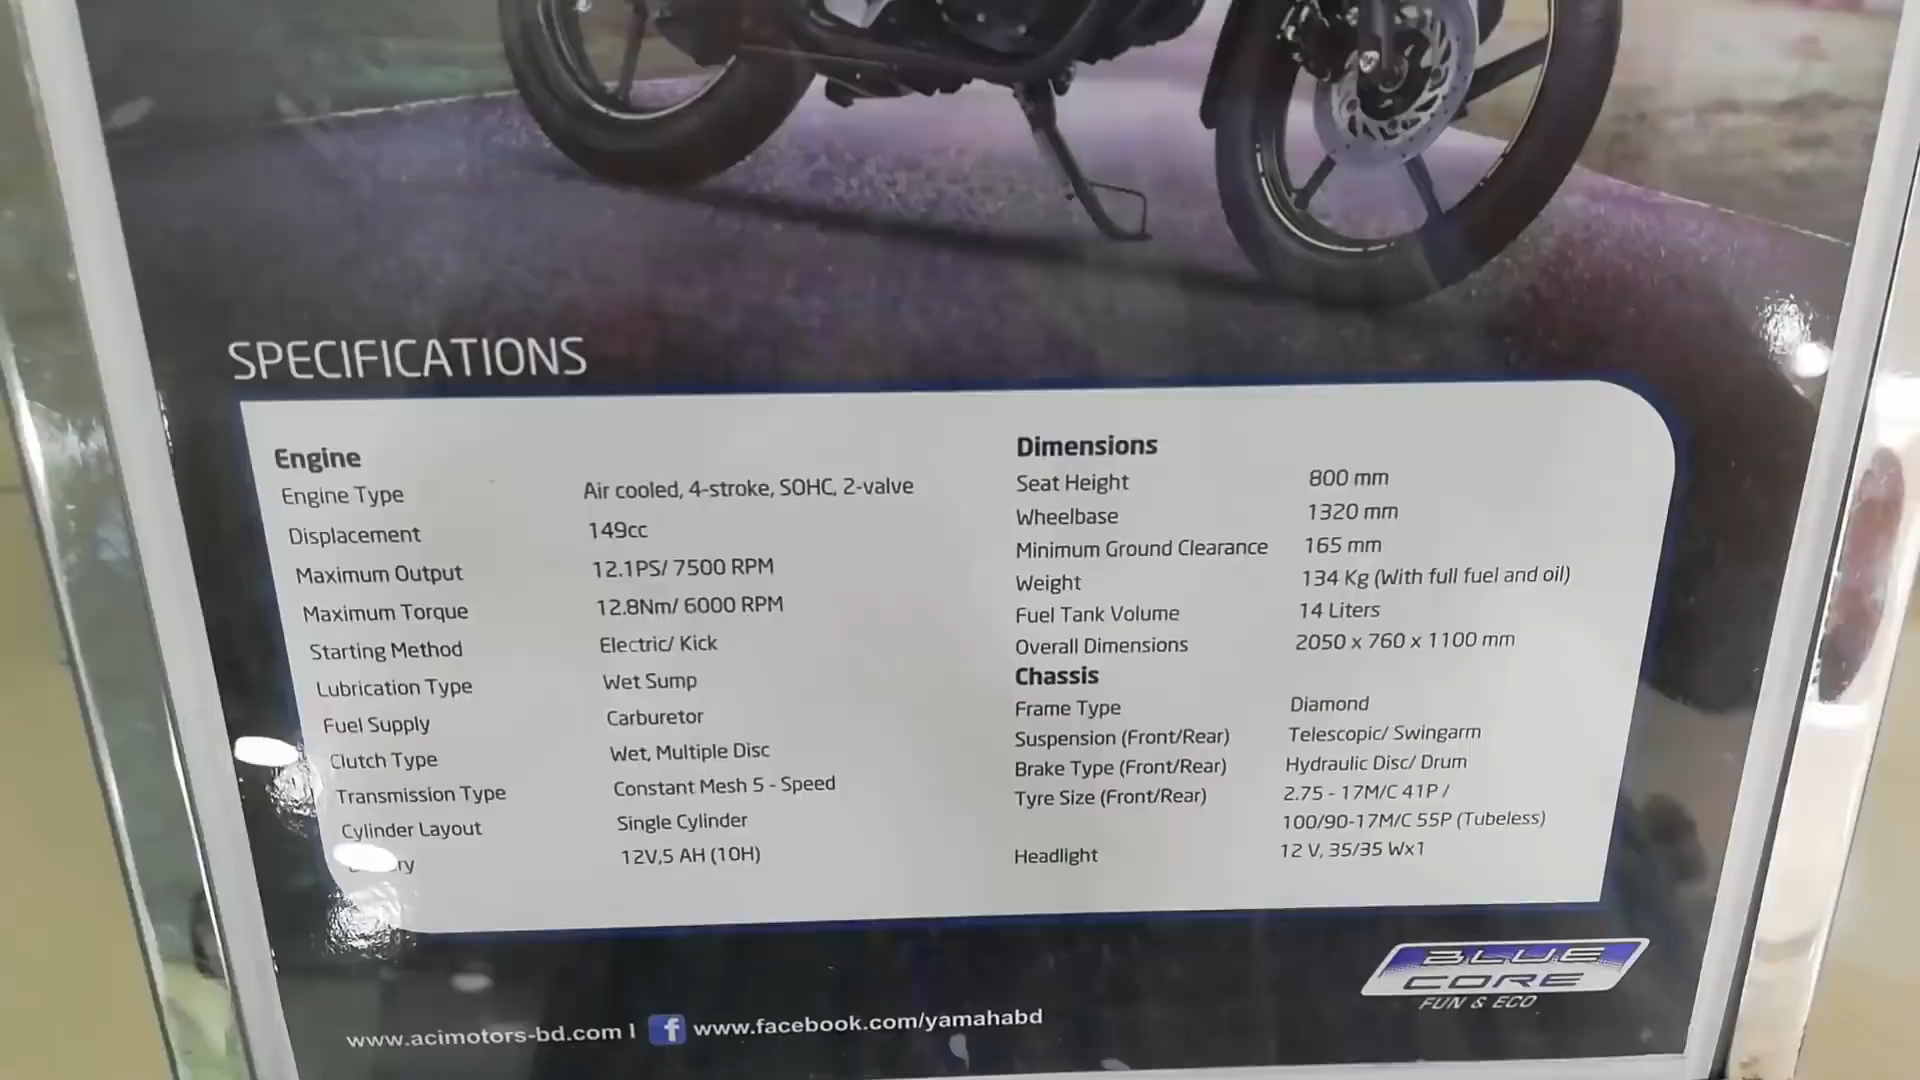 SPECIFICATIONS
Engine
Engine Type Air cooled, 4-stroke, SOHC, 2-valve
Displacement 149cc
Maximum Output 12.1PS/ 7500 RPM
Maximum Torque 12.8Nm/ 6000 RPM
Starting Method Electric/ Kick
Lubrication Type Wet Sump
Fuel Supply Carburetor
Clutch Type Wet, Multiple Disc
Transmission Type Constant Mesh 5 - Speed
Cylinder Layout Single Cylinder
12V,5 AH (10H)
Dimensions
Seat Height 800 mm
Wheelbase 1320 mm
Minimum Ground Clearance 165 mm
Weight 134 Kg (With full fuel and oil)
Fuel Tank Volume 14 Liters
Overall Dimensions 2050 x 760 x 1100 mm
Chassis
Frame Type Diamond
Suspension (Front/Rear) Telescopic/ Swingarm
Brake Type (Front/Rear) Hydraulic Disc/ Drum
Tyre Size (Front/Rear) 2.75 - 17M/C 41P /
100/90-17M/C 55P (Tubeless)
Headlight 12 V, 35/35 Wx1
BLUE
CORE
FUN & ECO
www.acimotors-bd.com I f www.facebook.com/yamahabd